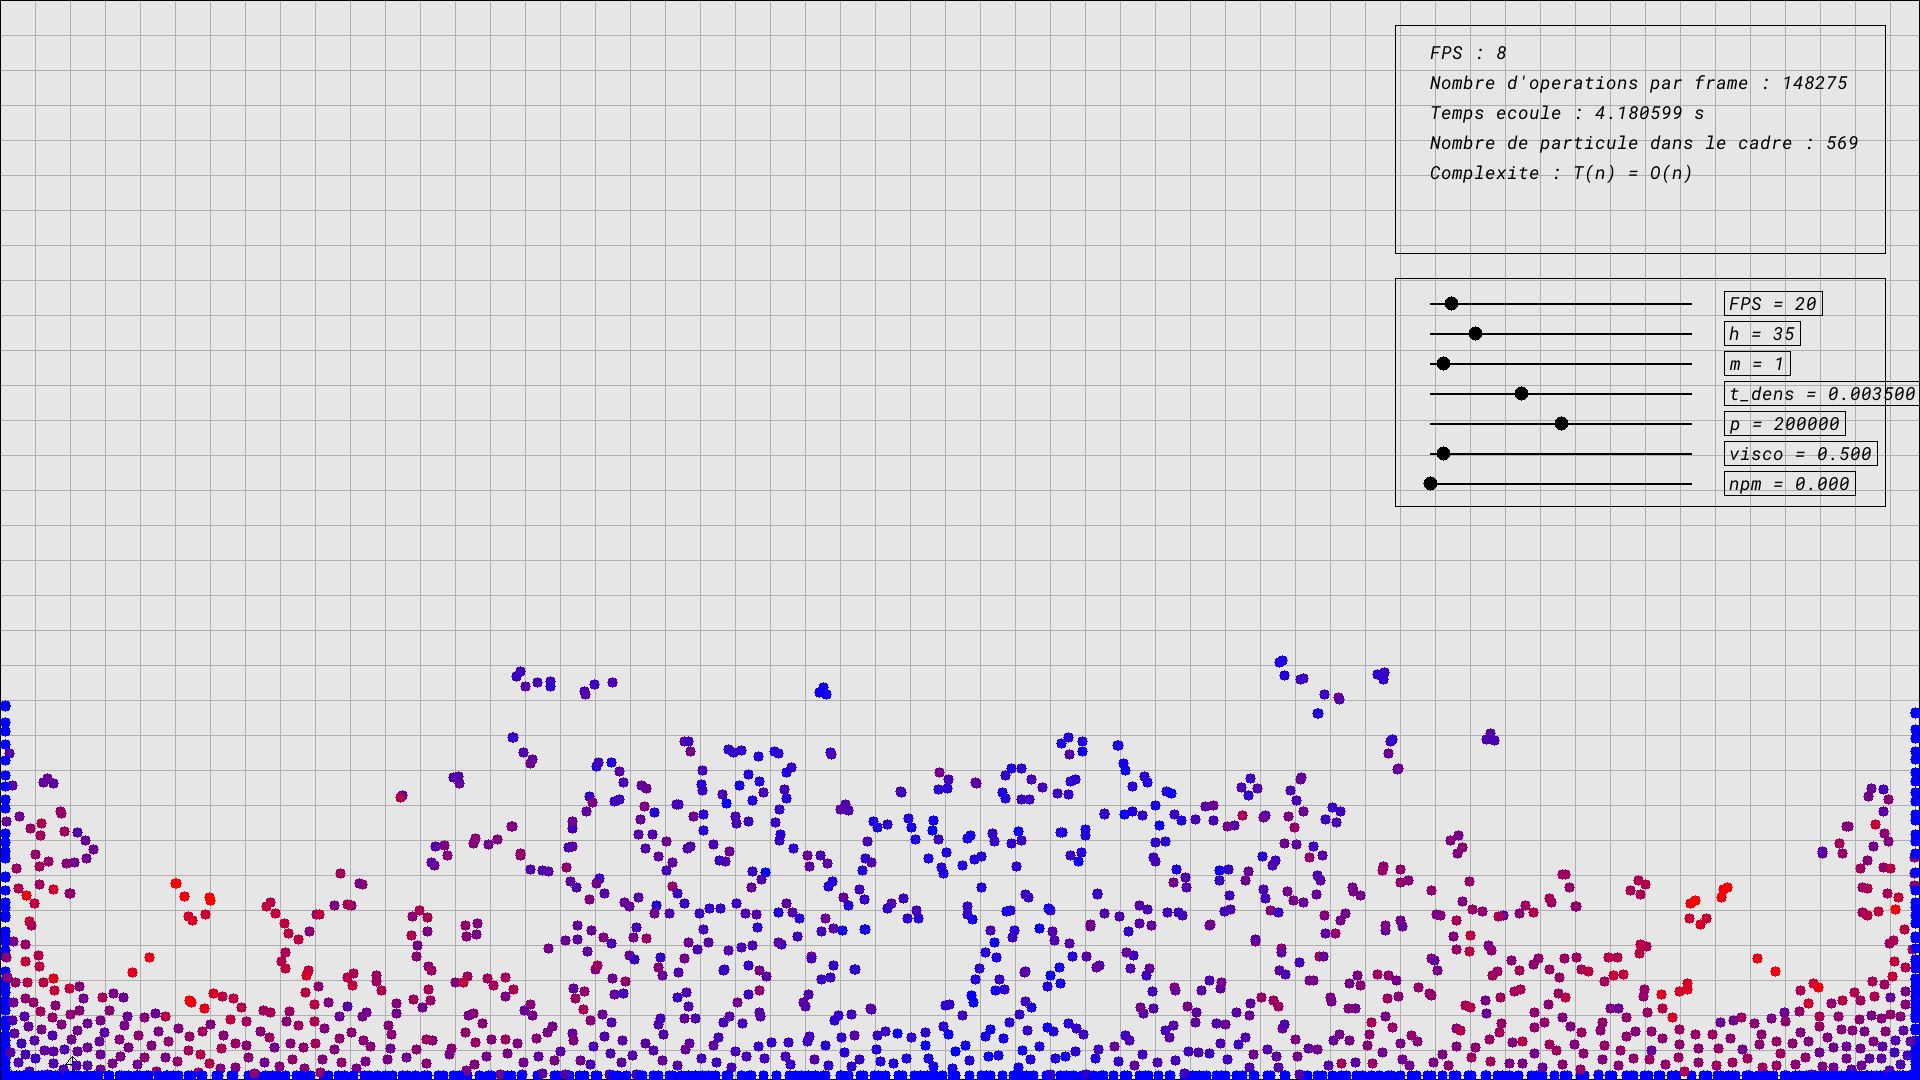 FPS : 8
Nombre d'operations par frame : 148275
Temps ecoule : 4.180599 s
Nombre de particule dans le cadre : 569
Complexite : T(n) = O(n)
FPS = 20
h = 35
m = 1
t_dens = 0.003500
p = 200000
visco = 0.500
npm = 0.000